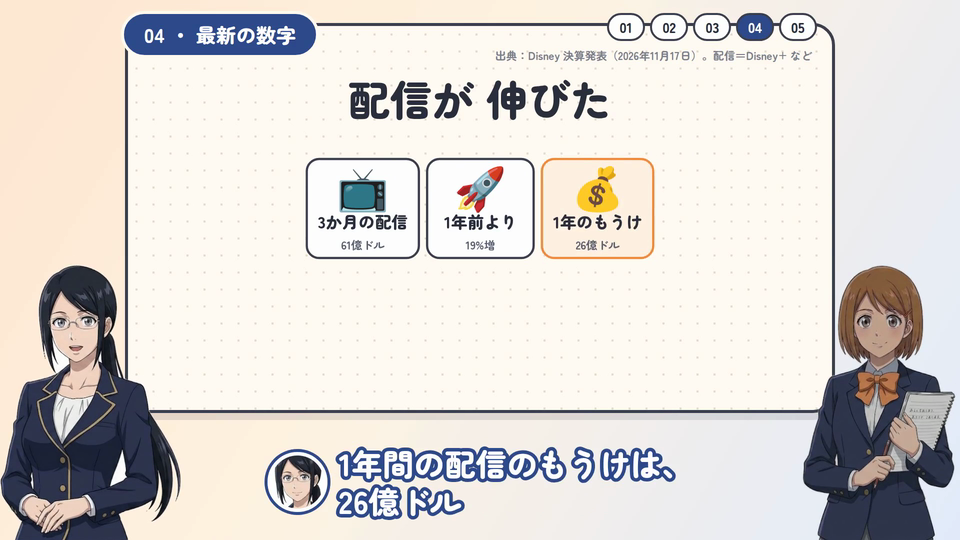 04 ・ 最新の数字
01 02 03 04 05
出典：Disney 決算発表（2026年11月17日）。配信＝Disney＋ など
配信が 伸びた
3か月の配信
61億ドル
1年前より
19%増
1年のもうけ
26億ドル
1年間の配信のもうけは、
26億ドル